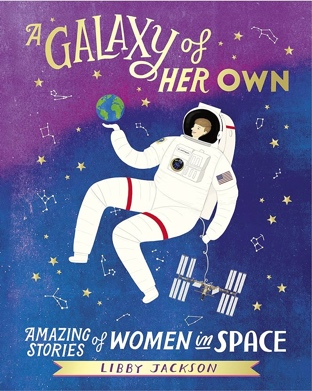 A GALAXY of
HER OWN
AMAZING
STORIES
of WOMEN in SPACE
LIBBY JACKSON